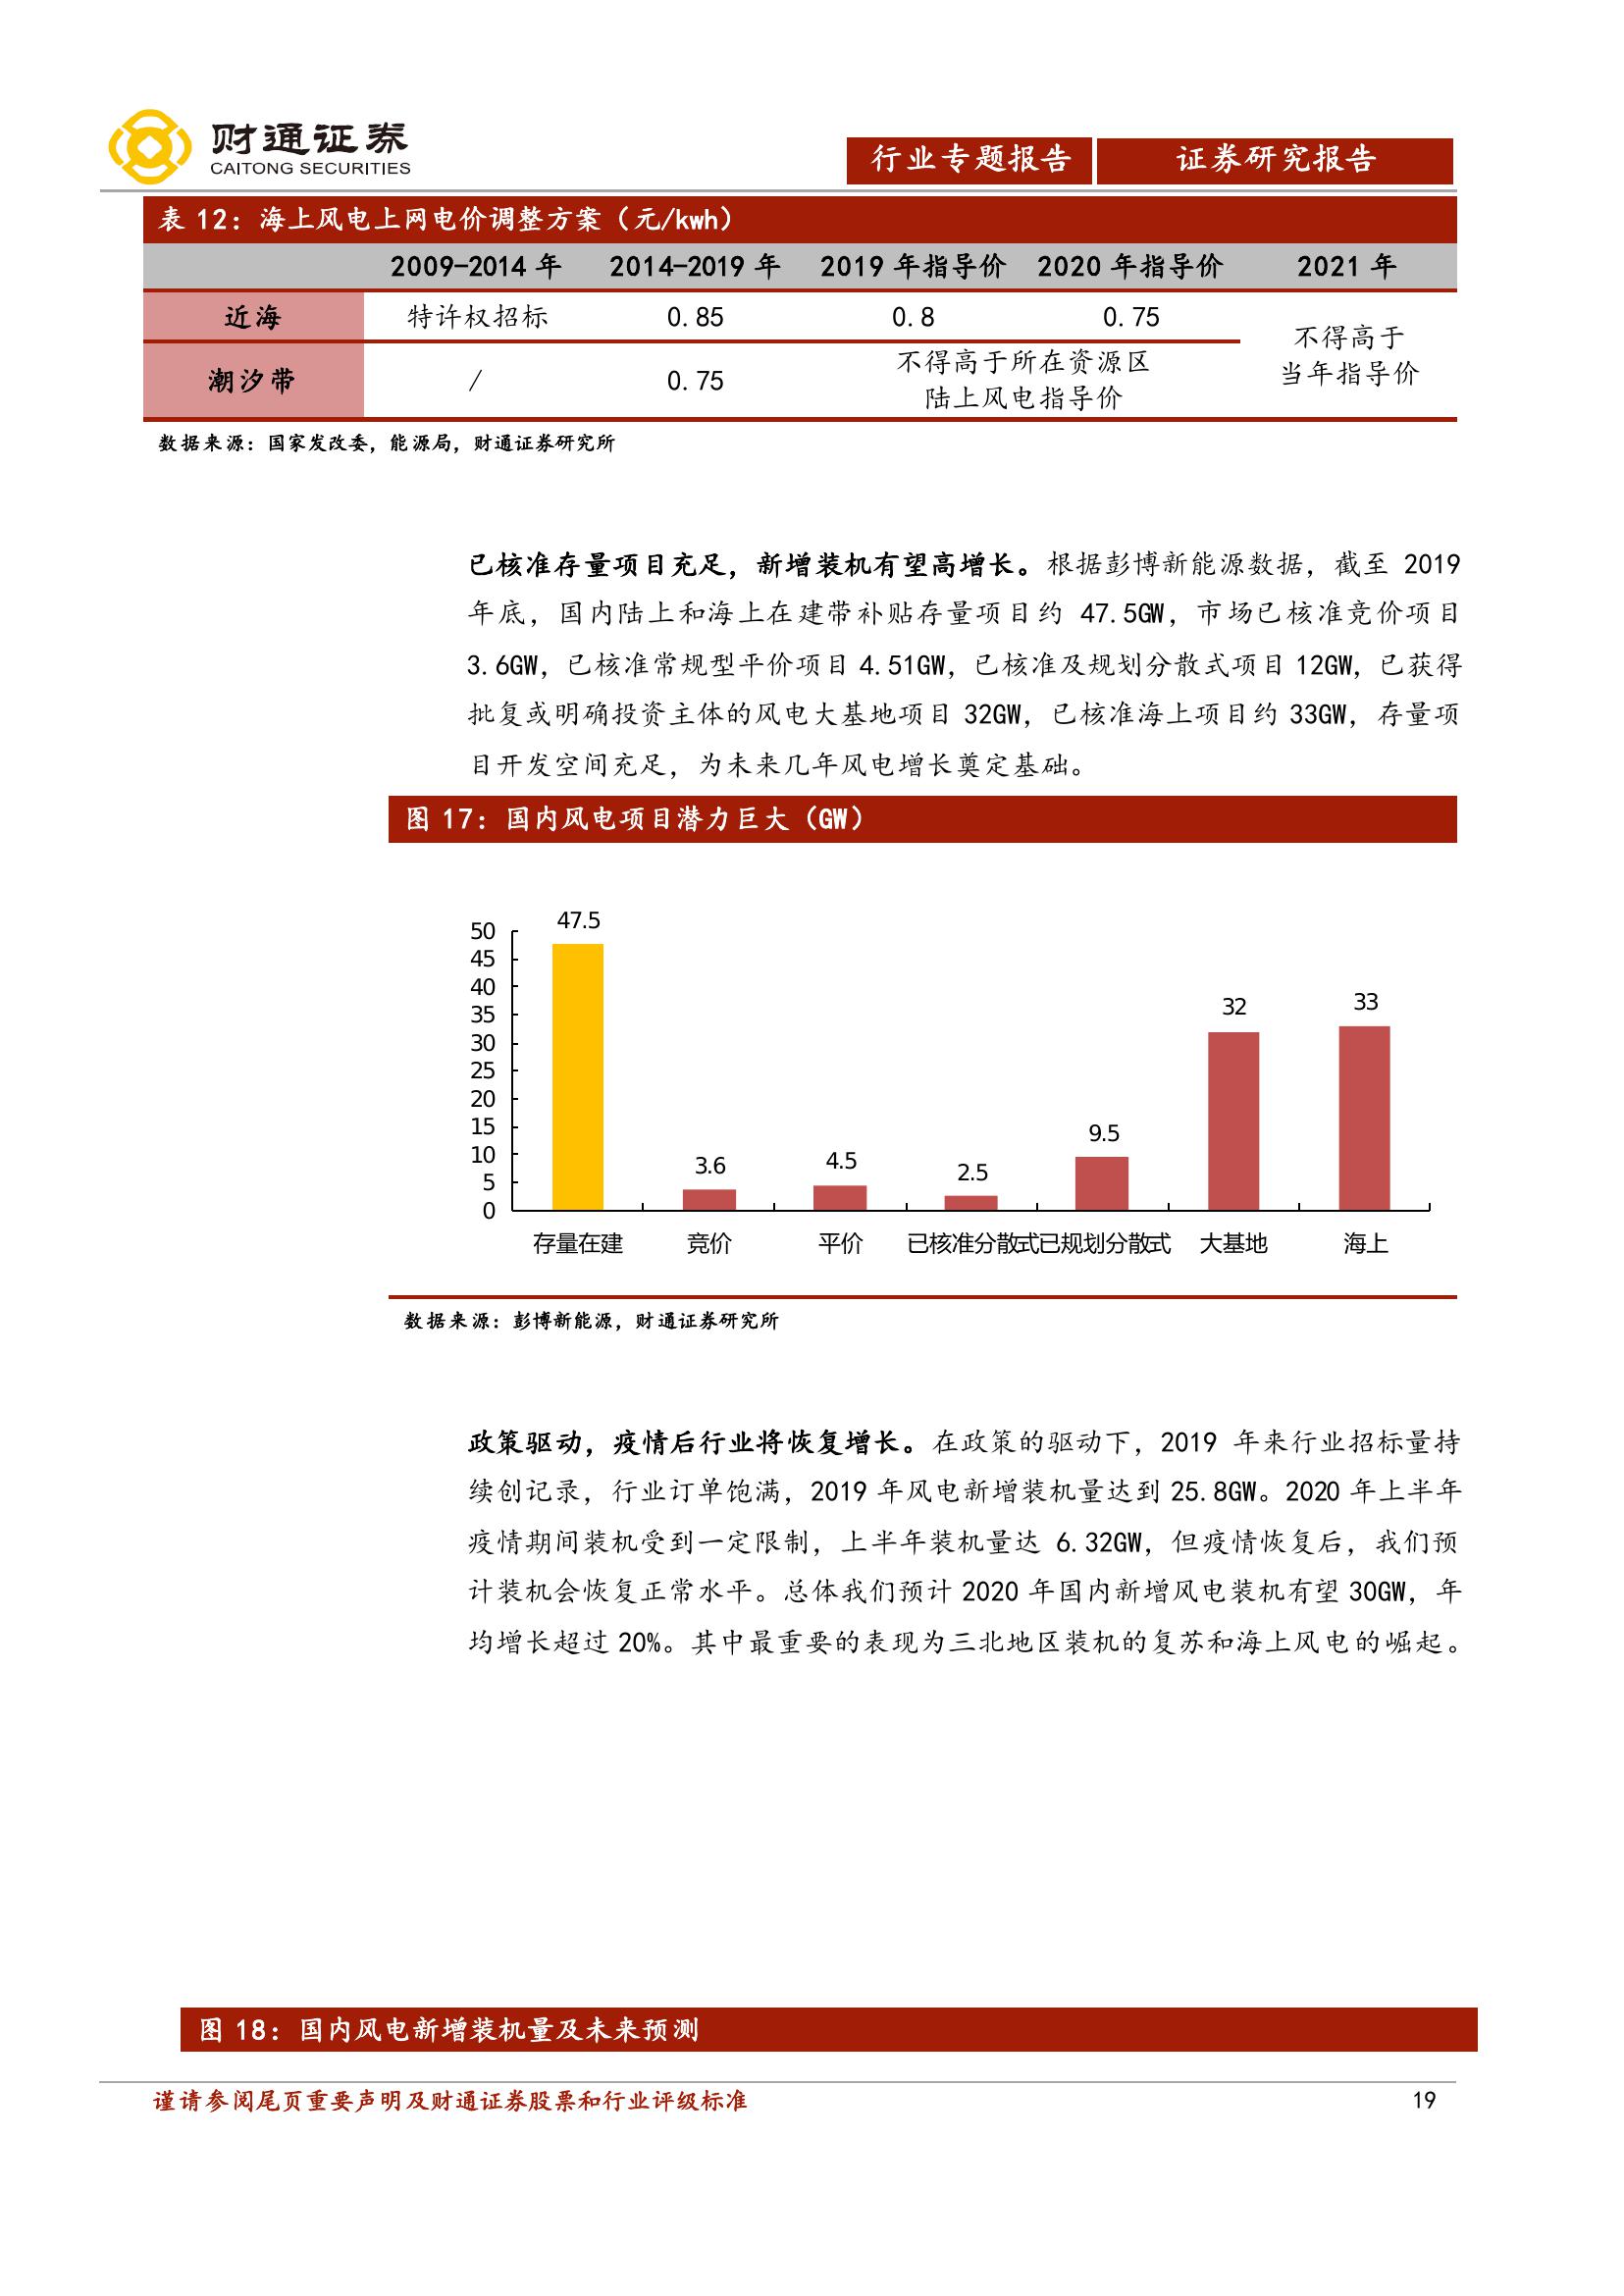 财通证券
CAITONG SECURITIES
行业专题报告 证券研究报告
表 12：海上风电上网电价调整方案（元/kwh）
2009-2014 年 2014-2019 年 2019 年指导价 2020 年指导价 2021 年
近海 特许权招标 0.85 0.8 0.75 不得高于
当年指导价
潮汐带 / 0.75 不得高于所在资源区
陆上风电指导价
数据来源：国家发改委，能源局，财通证券研究所
已核准存量项目充足，新增装机有望高增长。根据彭博新能源数据，截至 2019
年底，国内陆上和海上在建带补贴存量项目约 47.5GW，市场已核准竞价项目
3.6GW，已核准常规型平价项目 4.51GW，已核准及规划分散式项目 12GW，已获得
批复或明确投资主体的风电大基地项目 32GW，已核准海上项目约 33GW，存量项
目开发空间充足，为未来几年风电增长奠定基础。
图 17：国内风电项目潜力巨大（GW）
50
45
40
35
30
25
20
15
10
5
0
47.5
3.6
4.5
2.5
9.5
32
33
存量在建 竞价 平价 已核准分散式 已规划分散式 大基地 海上
数据来源：彭博新能源，财通证券研究所
政策驱动，疫情后行业将恢复增长。在政策的驱动下，2019 年来行业招标量持
续创记录，行业订单饱满，2019 年风电新增装机量达到 25.8GW。2020 年上半年
疫情期间装机受到一定限制，上半年装机量达 6.32GW，但疫情恢复后，我们预
计装机会恢复正常水平。总体我们预计 2020 年国内新增风电装机有望 30GW，年
均增长超过 20%。其中最重要的表现为三北地区装机的复苏和海上风电的崛起。
图 18：国内风电新增装机量及未来预测
谨请参阅尾页重要声明及财通证券股票和行业评级标准 19